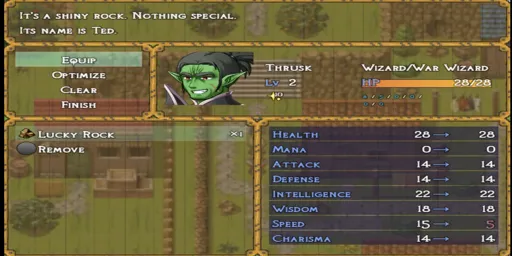 It's a shiny rock. Nothing special.
Its name is Ted.
Equip
Optimize
Clear
Finish
Thrusk
Lv 2
10
Wizard/War Wizard
HP 28/28
Lucky Rock x1
Remove
Health 28 → 28
Mana 0 → 0
Attack 14 → 14
Defense 14 → 14
Intelligence 22 → 22
Wisdom 18 → 18
Speed 15 → 5
Charisma 14 → 14